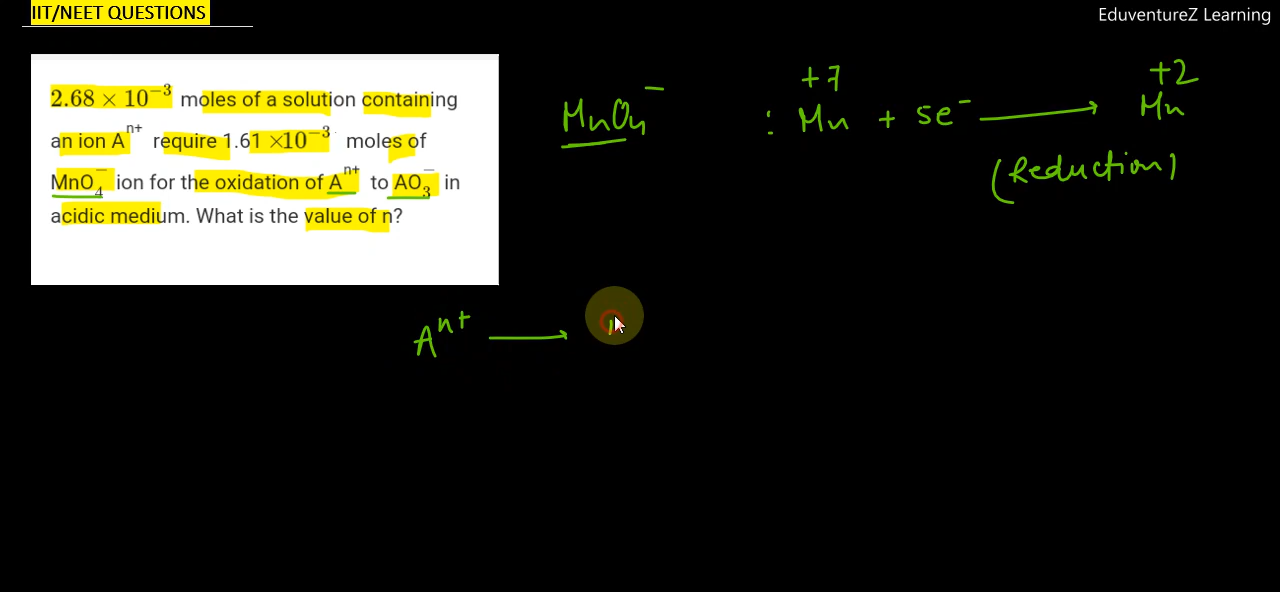 IIT/NEET QUESTIONS
EduventureZ Learning
2.68 × 10⁻³ moles of a solution containing
an ion Aⁿ⁺ require 1.61 ×10⁻³ moles of
MnO₄⁻ ion for the oxidation of Aⁿ⁺ to AO₃⁻ in
acidic medium. What is the value of n?
+7 +2
MnO₄⁻ : Mn + 5e⁻ ⟶ Mn
(Reduction)
Aⁿ⁺ ⟶